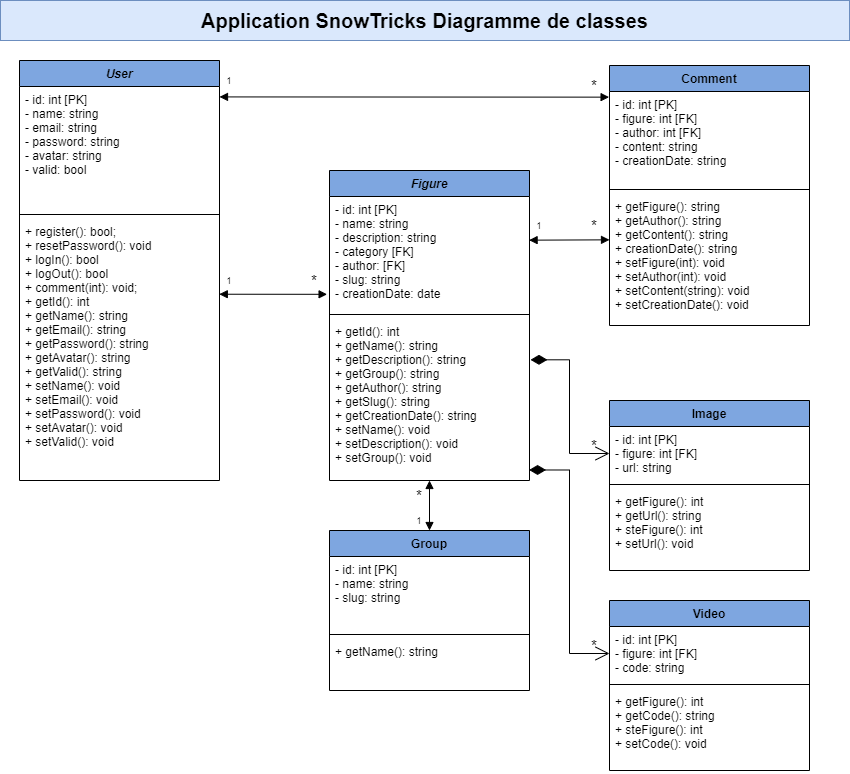 Application SnowTricks Diagramme de classes
User
- id: int [PK]
- name: string
- email: string
- password: string
- avatar: string
- valid: bool
+ register(): bool;
+ resetPassword(): void
+ logIn(): bool
+ logOut(): bool
+ comment(int): void;
+ getId(): int
+ getName(): string
+ getEmail(): string
+ getPassword(): string
+ getAvatar(): string
+ getValid(): string
+ setName(): void
+ setEmail(): void
+ setPassword(): void
+ setAvatar(): void
+ setValid(): void
1
*
1
*
Figure
- id: int [PK]
- name: string
- description: string
- category [FK]
- author: [FK]
- slug: string
- creationDate: date
+ getId(): int
+ getName(): string
+ getDescription(): string
+ getGroup(): string
+ getAuthor(): string
+ getSlug(): string
+ getCreationDate(): string
+ setName(): void
+ setDescription(): void
+ setGroup(): void
1
*
*
1
Group
- id: int [PK]
- name: string
- slug: string
+ getName(): string
Comment
- id: int [PK]
- figure: int [FK]
- author: int [FK]
- content: string
- creationDate: string
+ getFigure(): string
+ getAuthor(): string
+ getContent(): string
+ creationDate(): string
+ setFigure(int): void
+ setAuthor(int): void
+ setContent(string): void
+ setCreationDate(): void
*
Image
- id: int [PK]
- figure: int [FK]
- url: string
+ getFigure(): int
+ getUrl(): string
+ steFigure(): int
+ setUrl(): void
*
Video
- id: int [PK]
- figure: int [FK]
- code: string
+ getFigure(): int
+ getCode(): string
+ steFigure(): int
+ setCode(): void